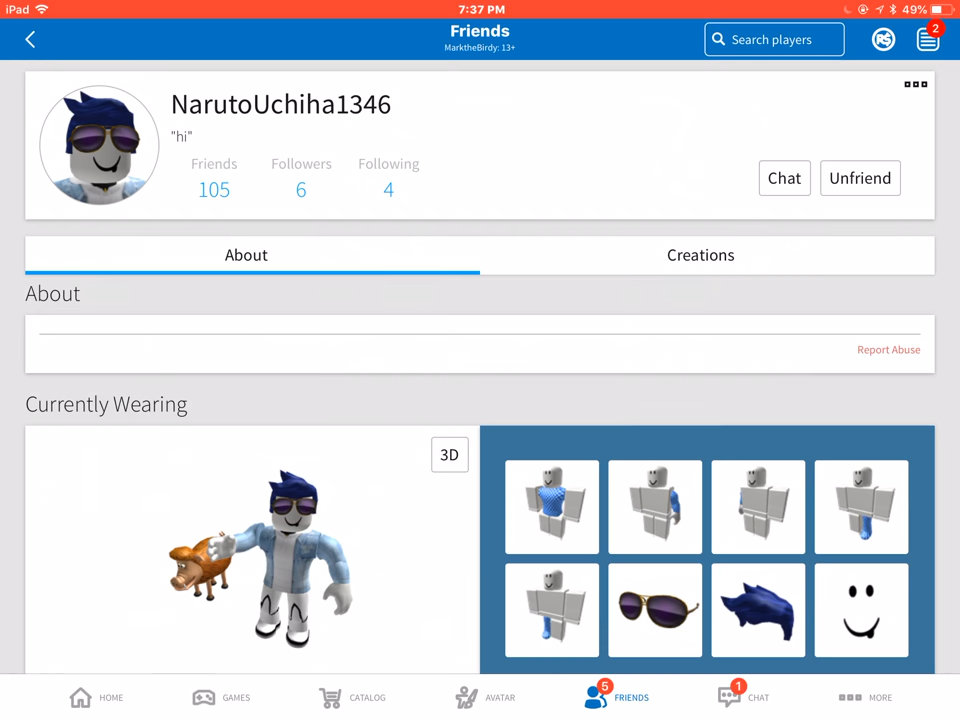 iPad 7:37 PM 49%
Friends
MarktheBirdy: 13+
Search players
R$
2
NarutoUchiha1346
"hi"
Friends Followers Following
105 6 4
Chat Unfriend
About Creations
About
Report Abuse
Currently Wearing
3D
HOME GAMES CATALOG AVATAR 5 FRIENDS 1 CHAT MORE